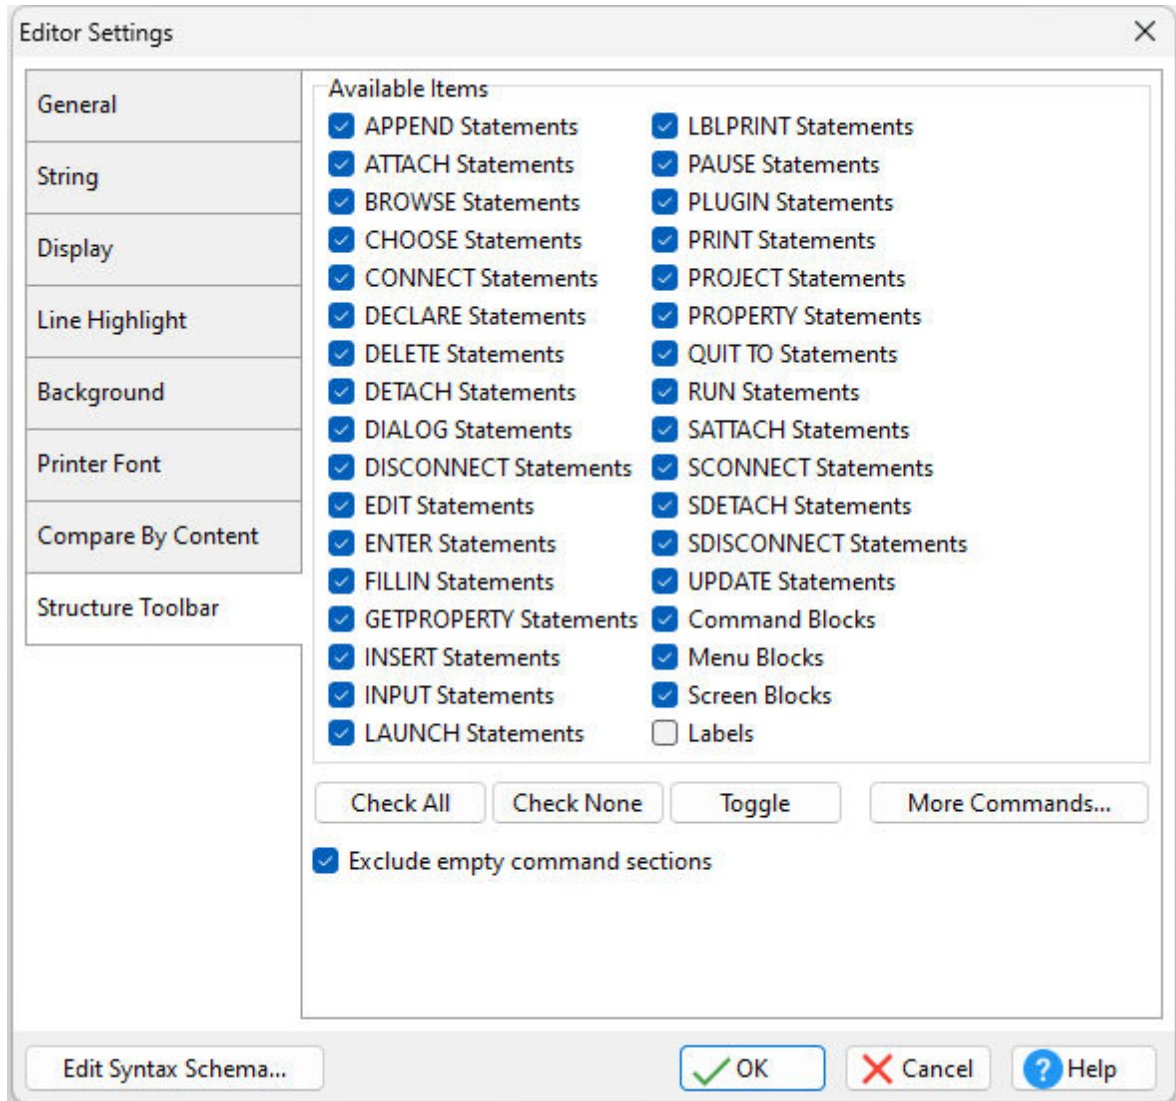 Editor Settings
General
String
Display
Line Highlight
Background
Printer Font
Compare By Content
Structure Toolbar
Available Items
APPEND Statements
ATTACH Statements
BROWSE Statements
CHOOSE Statements
CONNECT Statements
DECLARE Statements
DELETE Statements
DETACH Statements
DIALOG Statements
DISCONNECT Statements
EDIT Statements
ENTER Statements
FILLIN Statements
GETPROPERTY Statements
INSERT Statements
INPUT Statements
LAUNCH Statements
LBLPRINT Statements
PAUSE Statements
PLUGIN Statements
PRINT Statements
PROJECT Statements
PROPERTY Statements
QUIT TO Statements
RUN Statements
SATTACH Statements
SCONNECT Statements
SDETACH Statements
SDISCONNECT Statements
UPDATE Statements
Command Blocks
Menu Blocks
Screen Blocks
Labels
Check All
Check None
Toggle
More Commands...
Exclude empty command sections
Edit Syntax Schema...
OK
Cancel
Help